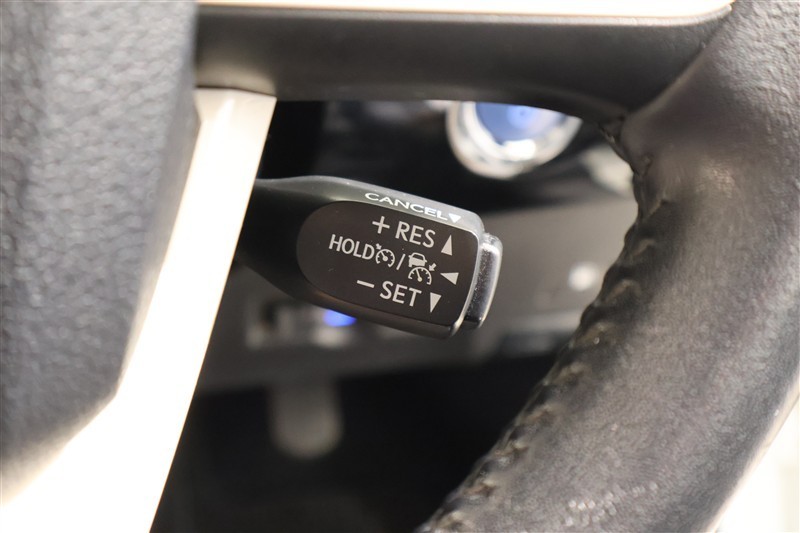 CANCEL▼
+ RES ▲
HOLD / ◀
− SET ▼